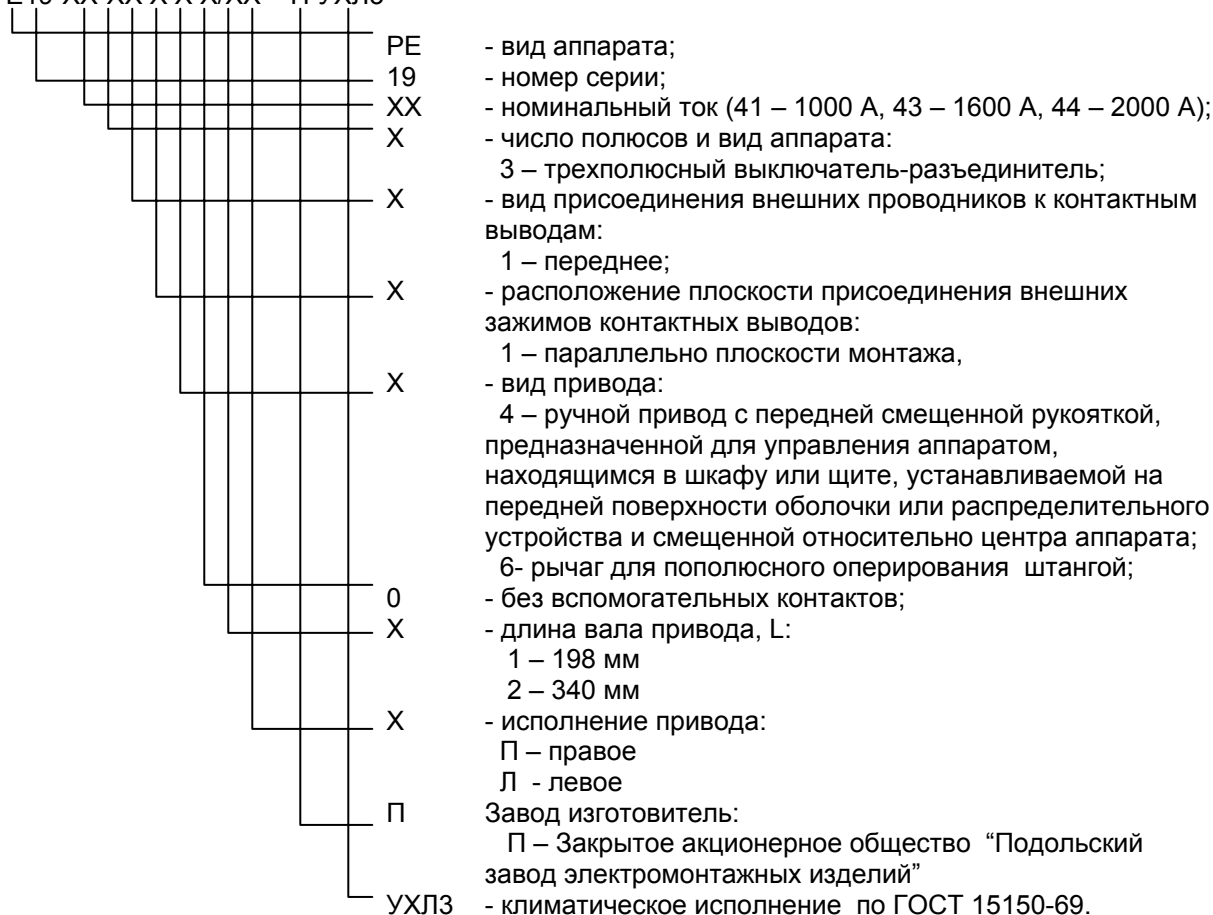 РЕ - вид аппарата;
19 - номер серии;
ХХ - номинальный ток (41 – 1000 А, 43 – 1600 А, 44 – 2000 А);
Х - число полюсов и вид аппарата:
3 – трехполюсный выключатель-разъединитель;
Х - вид присоединения внешних проводников к контактным
выводам:
1 – переднее;
Х - расположение плоскости присоединения внешних
зажимов контактных выводов:
1 – параллельно плоскости монтажа,
Х - вид привода:
4 – ручной привод с передней смещенной рукояткой,
предназначенной для управления аппаратом,
находящимся в шкафу или щите, устанавливаемой на
передней поверхности оболочки или распределительного
устройства и смещенной относительно центра аппарата;
6- рычаг для пополюсного оперирования штангой;
0 - без вспомогательных контактов;
Х - длина вала привода, L:
1 – 198 мм
2 – 340 мм
Х - исполнение привода:
П – правое
Л - левое
П Завод изготовитель:
П – Закрытое акционерное общество “Подольский
завод электромонтажных изделий”
УХЛ3 - климатическое исполнение по ГОСТ 15150-69.